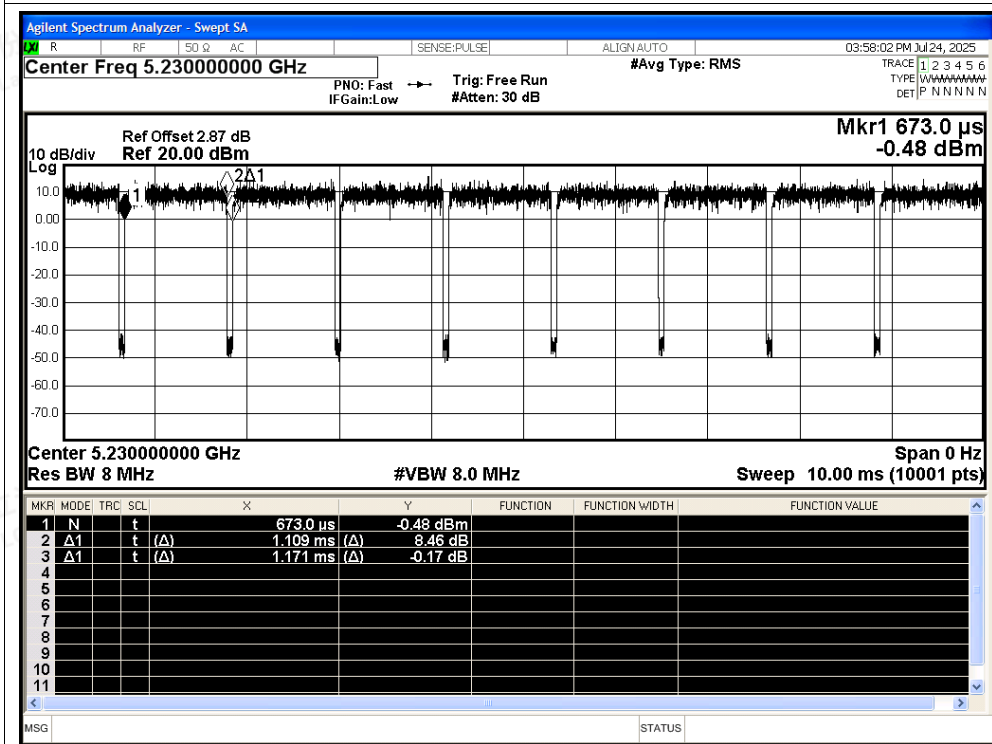 Agilent Spectrum Analyzer - Swept SA
LXI R RF 50 Ω AC SENSE:PULSE ALIGN AUTO 03:58:02 PM Jul 24, 2025
Center Freq 5.230000000 GHz #Avg Type: RMS TRACE 1 2 3 4 5 6
PNO: Fast Trig: Free Run TYPE
IFGain:Low #Atten: 30 dB DET P N N N N N
Mkr1 673.0 µs
Ref Offset 2.87 dB
10 dB/div Ref 20.00 dBm -0.48 dBm
Log
2Δ1
10.0 1
0.00
-10.0
-20.0
-30.0
-40.0
-50.0
-60.0
-70.0
Center 5.230000000 GHz Span 0 Hz
Res BW 8 MHz #VBW 8.0 MHz Sweep 10.00 ms (10001 pts)
MKR MODE TRC SCL X Y FUNCTION FUNCTION WIDTH FUNCTION VALUE
1 N t 673.0 µs -0.48 dBm
2 Δ1 t (Δ) 1.109 ms (Δ) 8.46 dB
3 Δ1 t (Δ) 1.171 ms (Δ) -0.17 dB
4
5
6
7
8
9
10
11
MSG STATUS